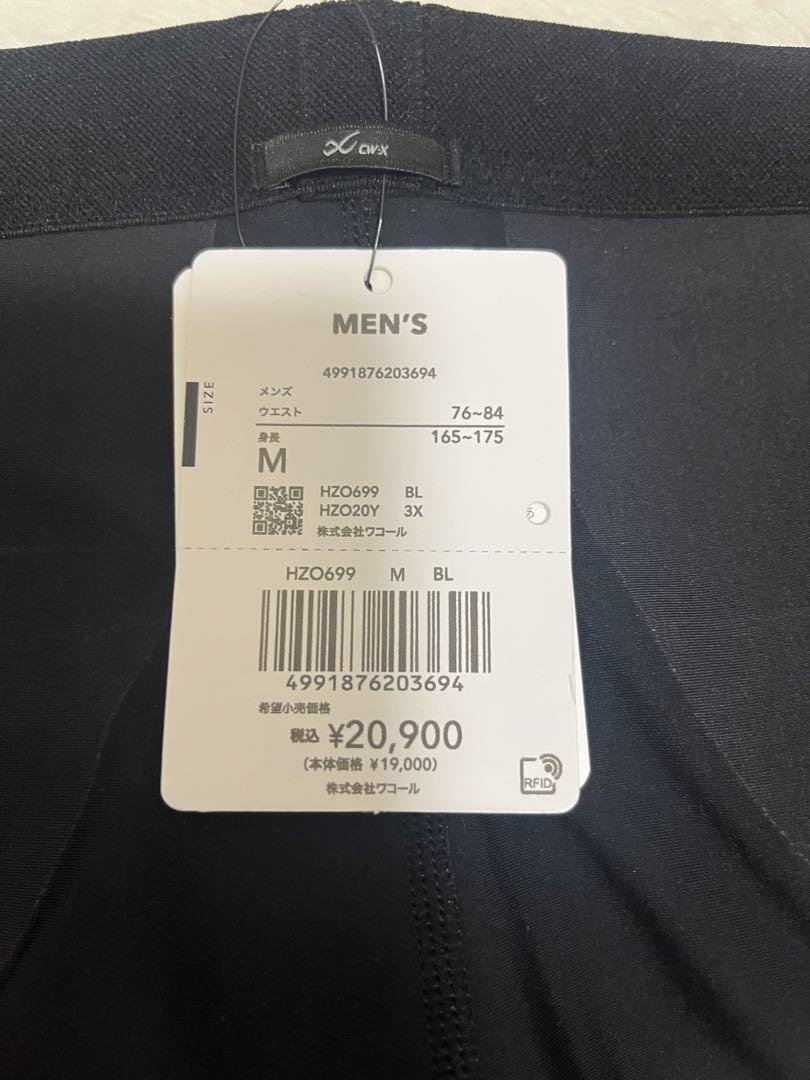 CW-X
MEN'S
4991876203694
SIZE
メンズ
ウエスト 76~84
身長 165~175
M
HZO699 BL
HZO20Y 3X
株式会社ワコール
あ
HZO699 M BL
4991876203694
希望小売価格
税込 ¥20,900
(本体価格 ¥19,000)
株式会社ワコール
RFID